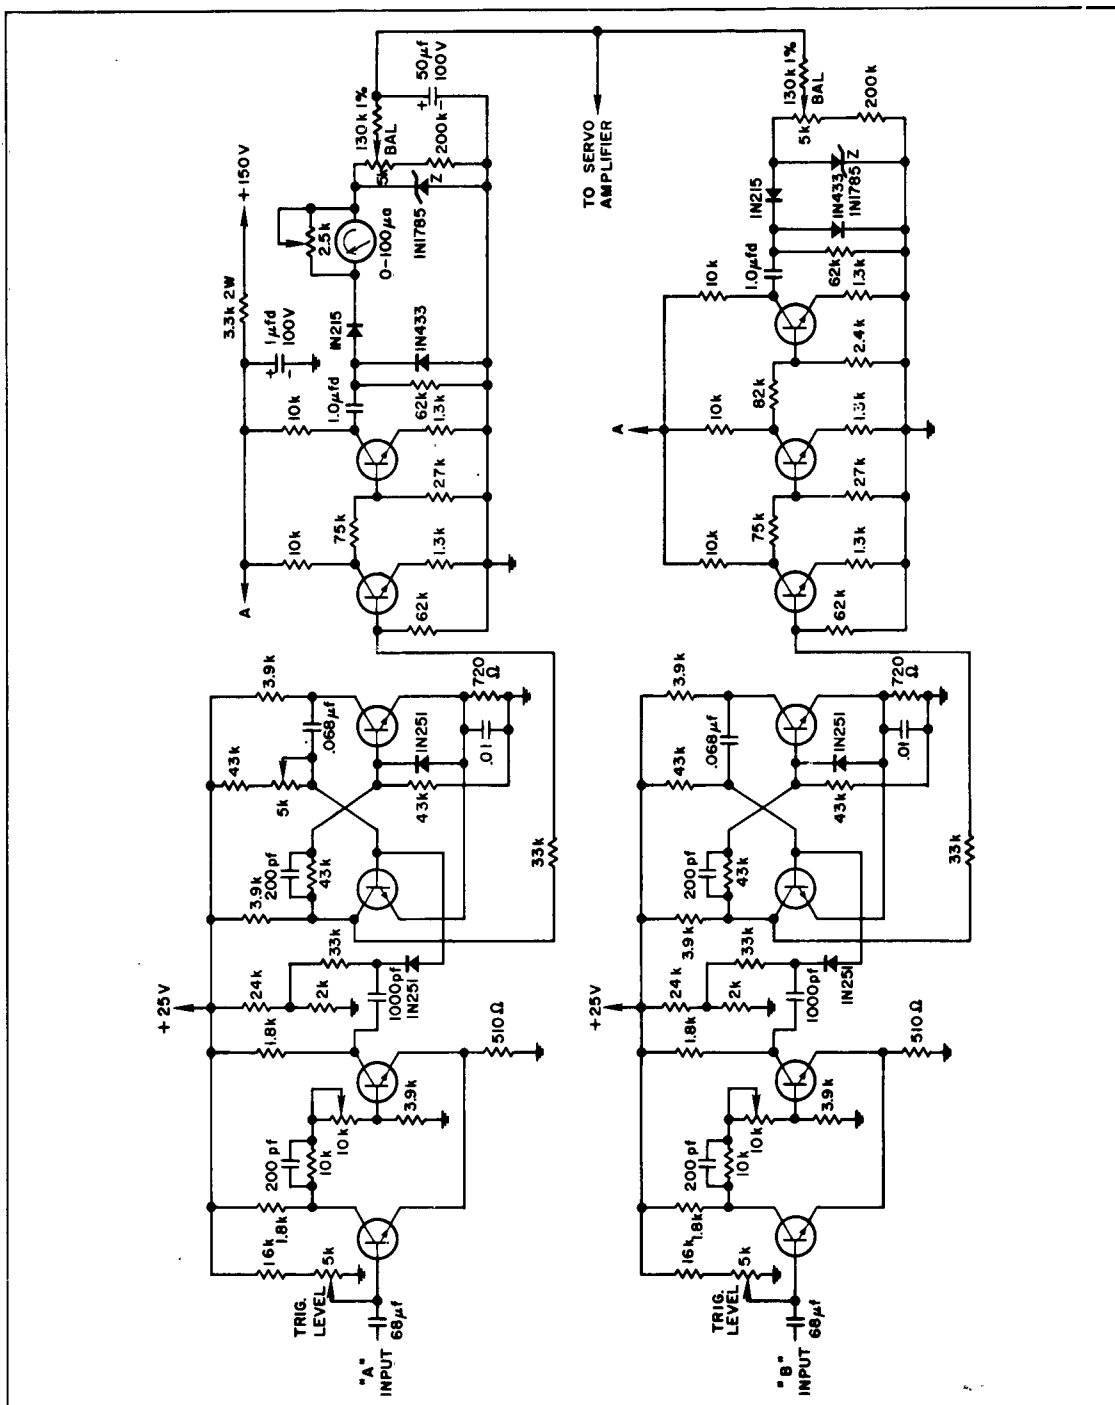 "A"
INPUT
68µf
TRIG.
LEVEL
5k
16k
1.8k
200 pf
10k
10k
3.9k
1.8k
510 Ω
+25V
24k
2k
33k
1000pf
1N251
3.9k
200pf
43k
5k
43k
.068µf
3.9k
43k
1N251
.01
720
Ω
33k
62k
A
10k
75k
1.3k
27k
10k
1.0µfd
62k
1.3k
1µfd
100V
3.3k 2W
+150V
1N215
1N433
2.5k
0-100µa
1N1785
Z
5k
130k 1%
BAL
200k
50µf
100V
+
-
+
-
TO SERVO
AMPLIFIER
"B"
INPUT
68µf
TRIG.
LEVEL
5k
16k
1.8k
200 pf
10k
10k
3.9k
1.8k
510 Ω
+25V
24k
2k
33k
1000pf
1N251
3.9k
200pf
43k
43k
.068µf
3.9k
43k
1N251
.01
720
Ω
33k
62k
10k
75k
1.3k
27k
A
10k
82k
1.3k
2.4k
10k
1.0µfd
62k
1.3k
1N215
1N433
1N1785
Z
5k
130k 1%
BAL
200k